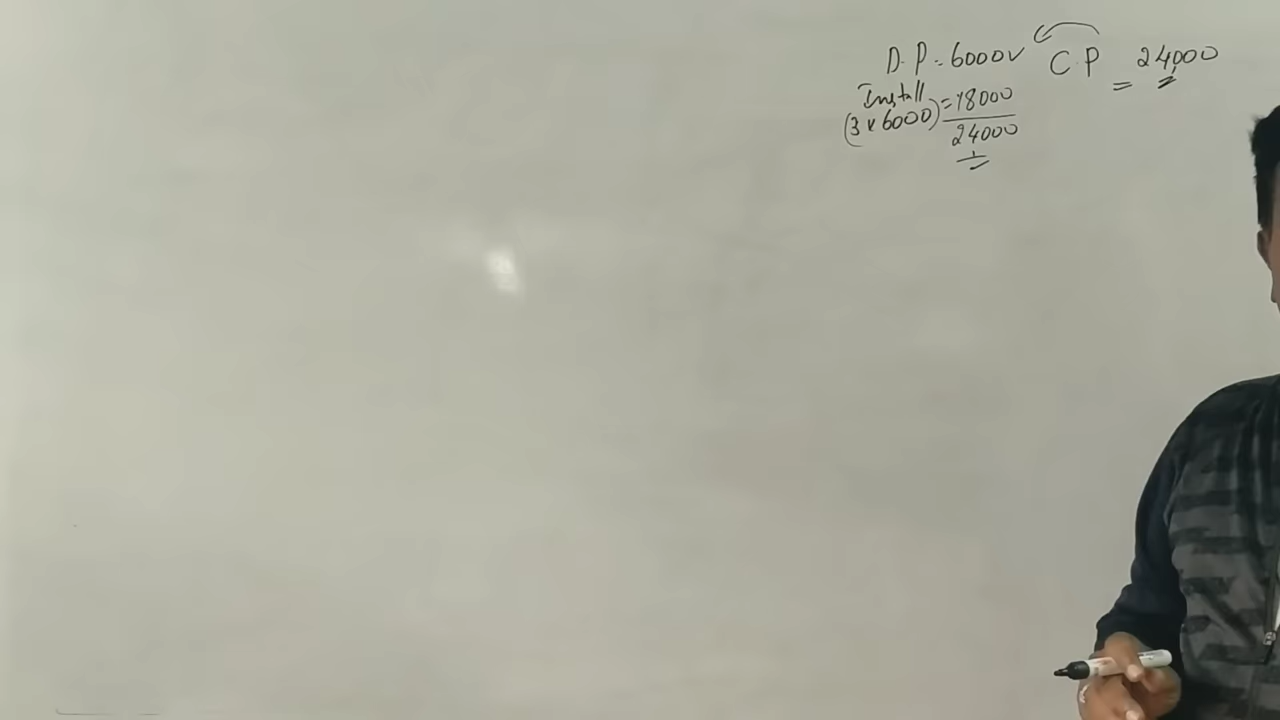 D.P = 6000✓ C.P = 24000
Install
(3 x 6000) = 18000
24000